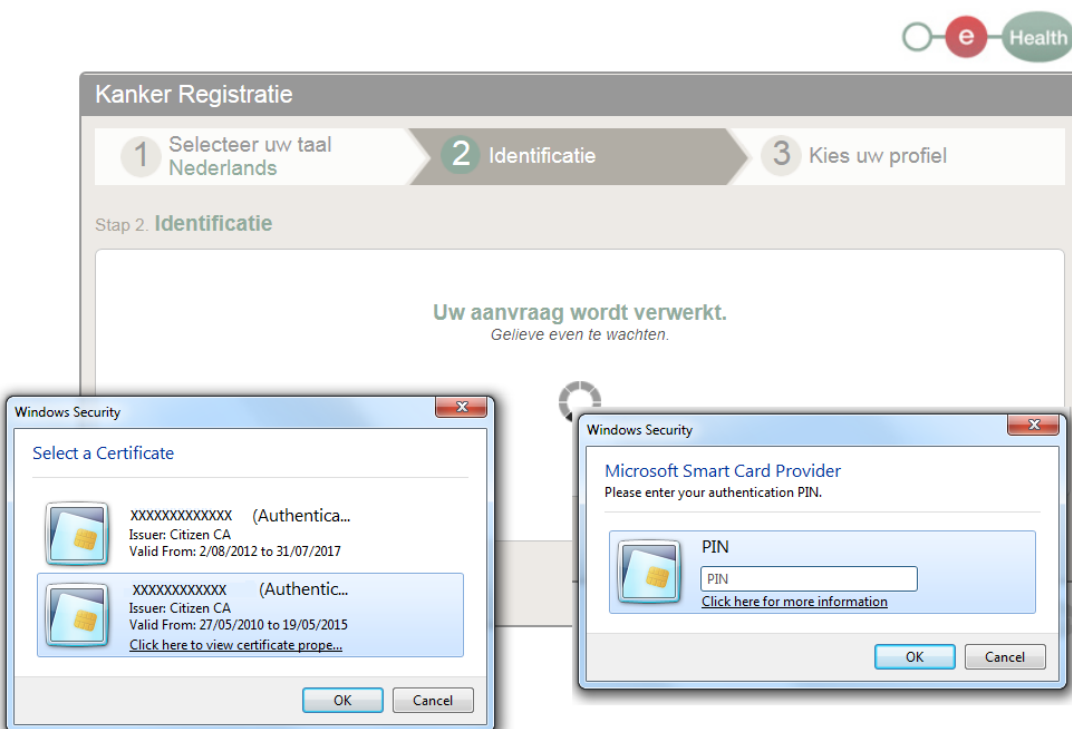 e Health
Kanker Registratie
1 Selecteer uw taal
Nederlands
2 Identificatie
3 Kies uw profiel
Stap 2. Identificatie
Uw aanvraag wordt verwerkt.
Gelieve even te wachten.
Windows Security
Select a Certificate
XXXXXXXXXXXXX (Authentica...
Issuer: Citizen CA
Valid From: 2/08/2012 to 31/07/2017
XXXXXXXXXXXX (Authentic...
Issuer: Citizen CA
Valid From: 27/05/2010 to 19/05/2015
Click here to view certificate prope...
OK Cancel
Windows Security
Microsoft Smart Card Provider
Please enter your authentication PIN.
PIN
PIN
Click here for more information
OK Cancel